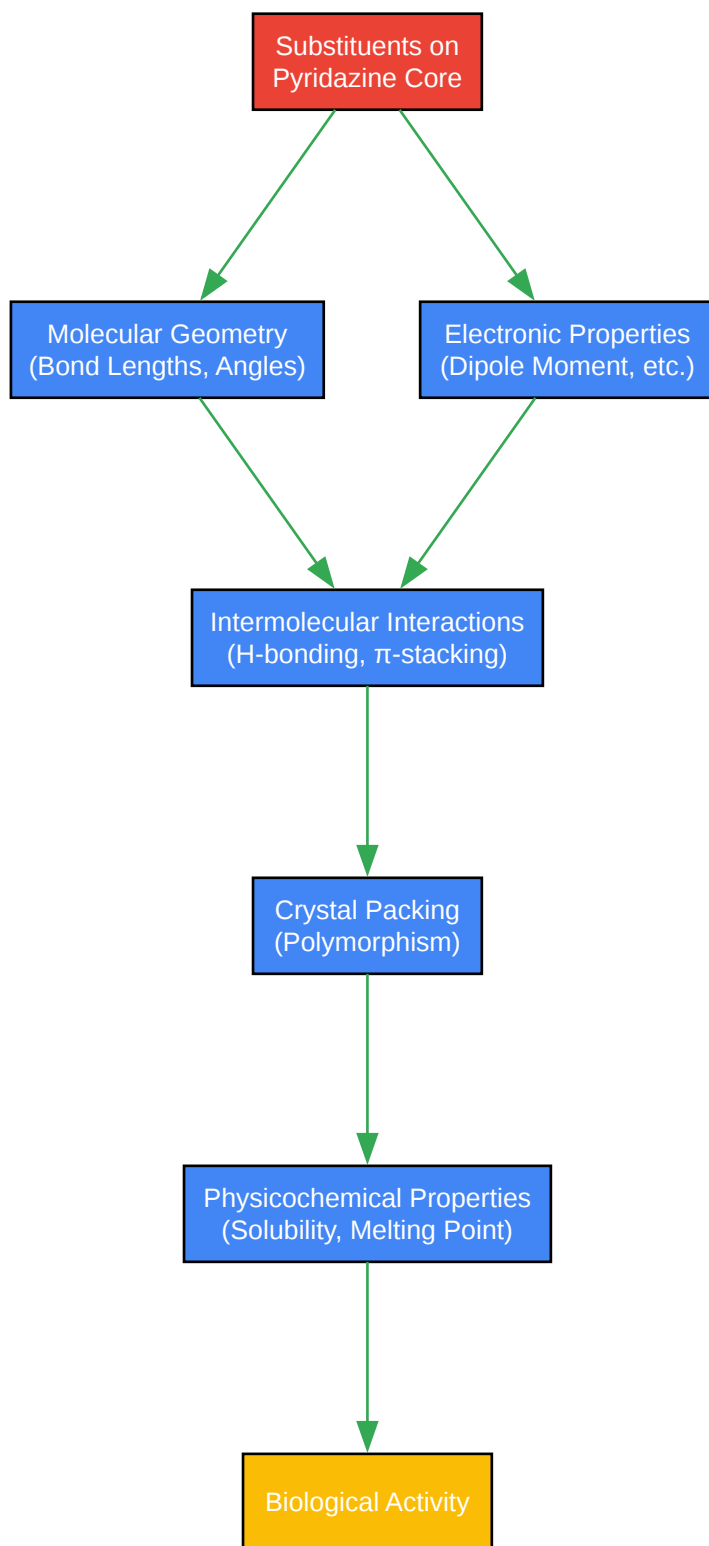 Substituents on
Pyridazine Core
Molecular Geometry
(Bond Lengths, Angles)
Electronic Properties
(Dipole Moment, etc.)
Intermolecular Interactions
(H-bonding, π-stacking)
Crystal Packing
(Polymorphism)
Physicochemical Properties
(Solubility, Melting Point)
Biological Activity